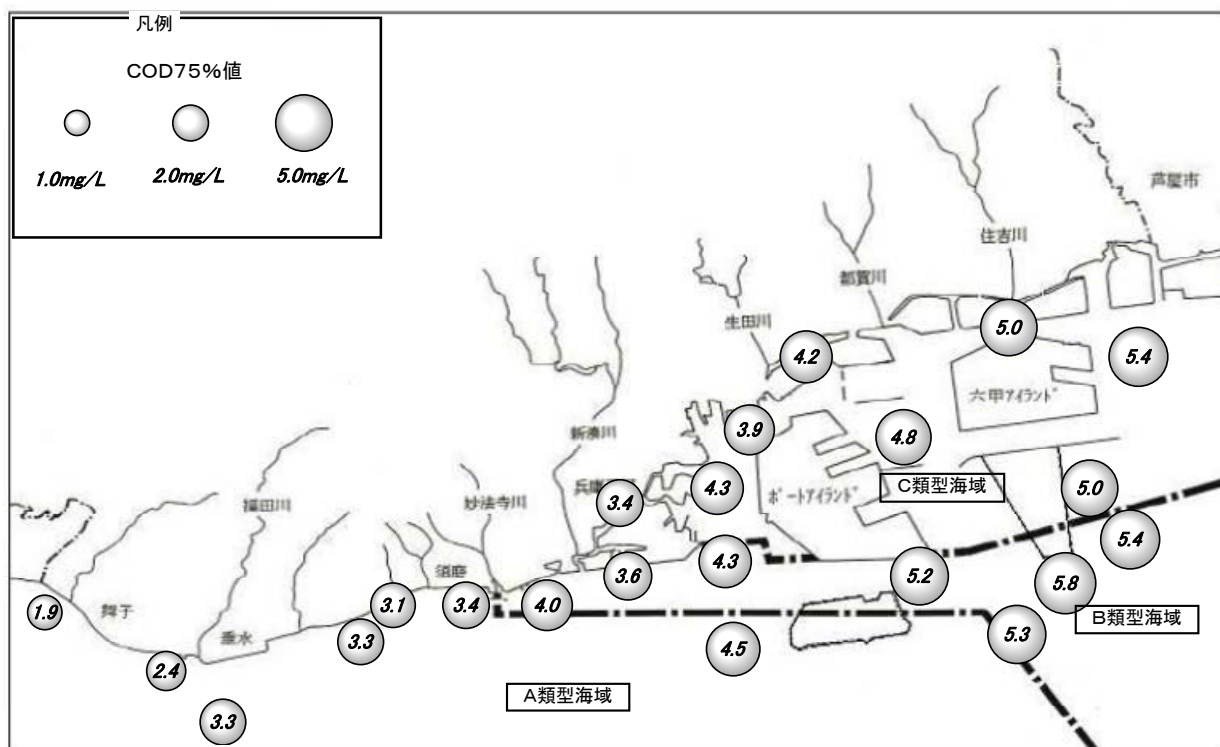 凡例
COD75%値
1.0mg/L 2.0mg/L 5.0mg/L
芦屋市
住吉川
都賀川
生田川
5.0
4.2
5.4
六甲アイランド
3.9
新湊川
4.8
兵庫
4.3
ポートアイランド
C類型海域
5.0
3.4
福田川
妙法寺川
5.4
4.3
須磨
3.6
5.2
5.8
1.9
舞子
3.1
3.4
4.0
B類型海域
垂水
3.3
4.5
5.3
2.4
A類型海域
3.3